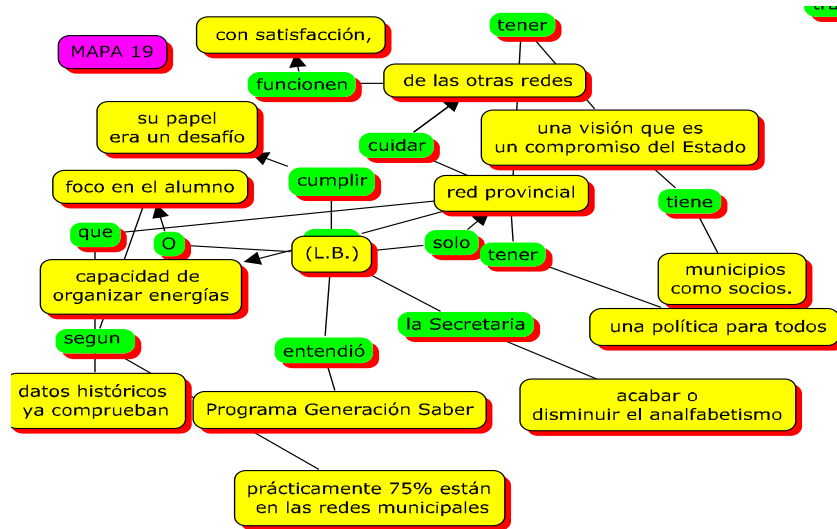 tra
tener
con satisfacción,
MAPA 19
funcionen
de las otras redes
su papel
era un desafío
una visión que es
un compromiso del Estado
cuidar
cumplir
foco en el alumno
red provincial
tiene
que
O
(L.B.)
solo
tener
capacidad de
organizar energías
municipios
como socios.
la Secretaria
una política para todos
segun
entendió
datos históricos
ya comprueban
Programa Generación Saber
acabar o
disminuir el analfabetismo
prácticamente 75% están
en las redes municipales